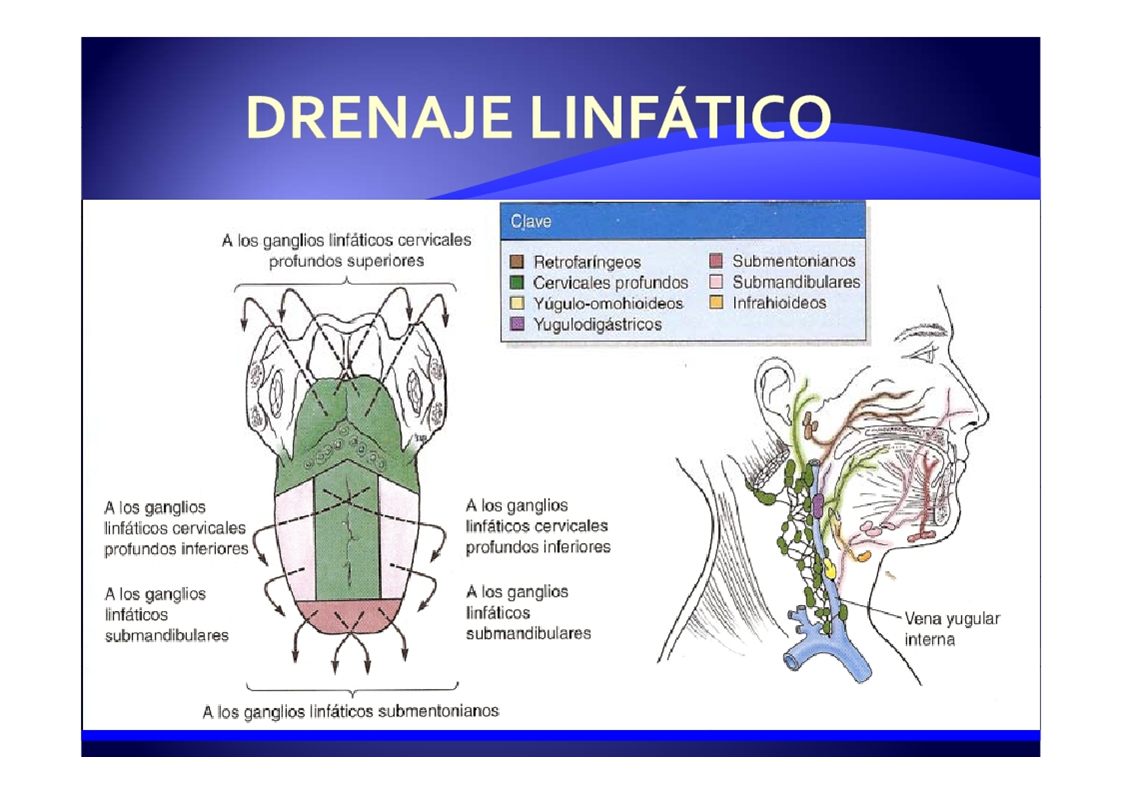 DRENAJE LINFÁTICO
A los ganglios linfáticos cervicales
profundos superiores
Clave
Retrofaríngeos
Cervicales profundos
Yúgulo-omohioideos
Yugulodigástricos
Submentonianos
Submandibulares
Infrahioideos
A los ganglios
linfáticos cervicales
profundos inferiores
A los ganglios
linfáticos
submandibulares
A los ganglios
linfáticos cervicales
profundos inferiores
A los ganglios
linfáticos
submandibulares
Vena yugular
interna
A los ganglios linfáticos submentonianos